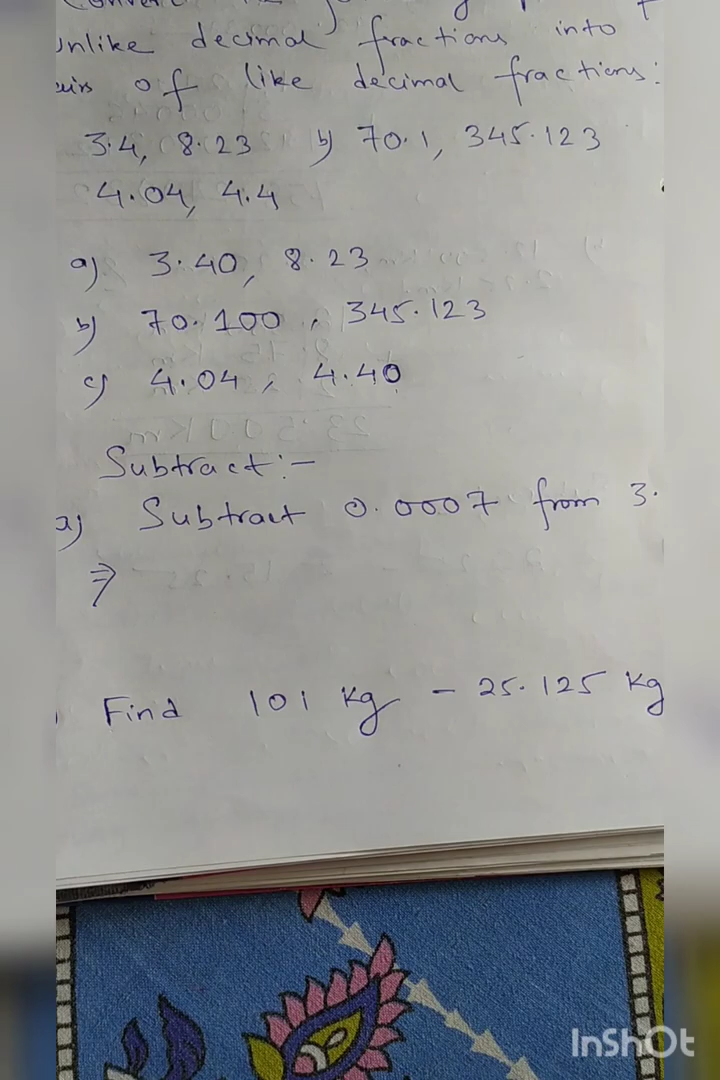 unlike decimal fractions into
of like decimal fractions:
3.4, 8.23 b) 70.1, 345.123
4.04, 4.4
a) 3.40, 8.23
b) 70.100, 345.123
c) 4.04, 4.40
Subtract:-
a) Subtract 0.0007 from 3.
⇒
Find 101 kg - 25.125 kg
InShOt